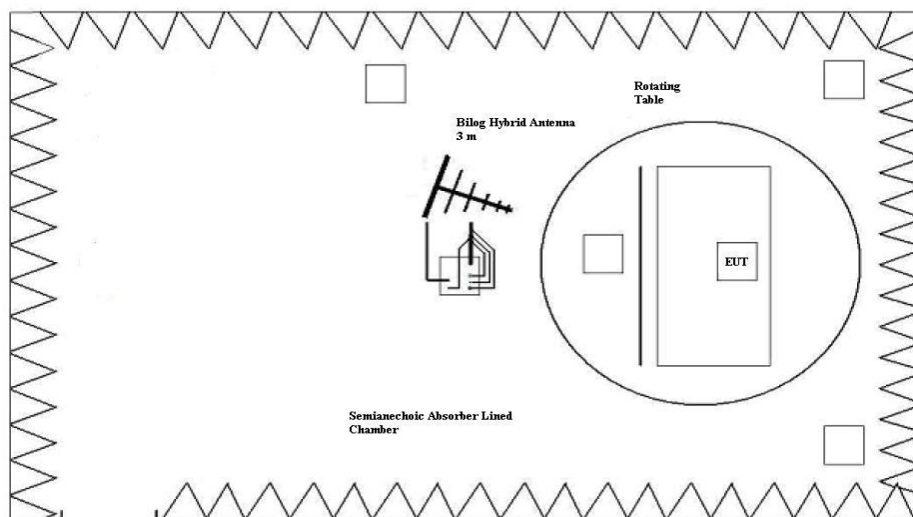 Rotating
Table
Bilog Hybrid Antenna
3 m
EUT
Semianechoic Absorber Lined
Chamber